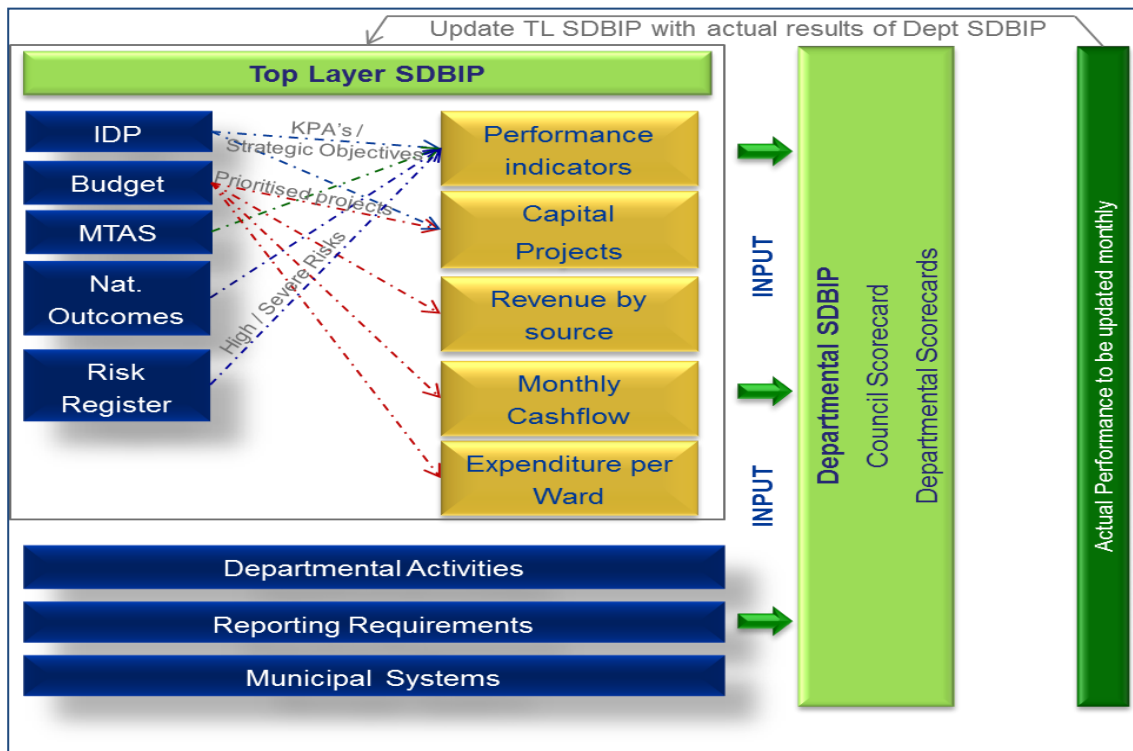 Update TL SDBIP with actual results of Dept SDBIP
Top Layer SDBIP
IDP
Budget
MTAS
Nat.
Outcomes
Risk
Register
KPA's /
Strategic Objectives
Prioritised projects
High / Severe Risks
Performance
indicators
Capital
Projects
Revenue by
source
Monthly
Cashflow
Expenditure per
Ward
INPUT
INPUT
Departmental SDBIP
Council Scorecard
Departmental Scorecards
Actual Performance to be updated monthly
Departmental Activities
Reporting Requirements
Municipal Systems